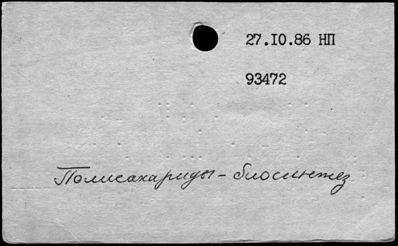 27.10.86 НП
93472
Полисахариды - биосинтез